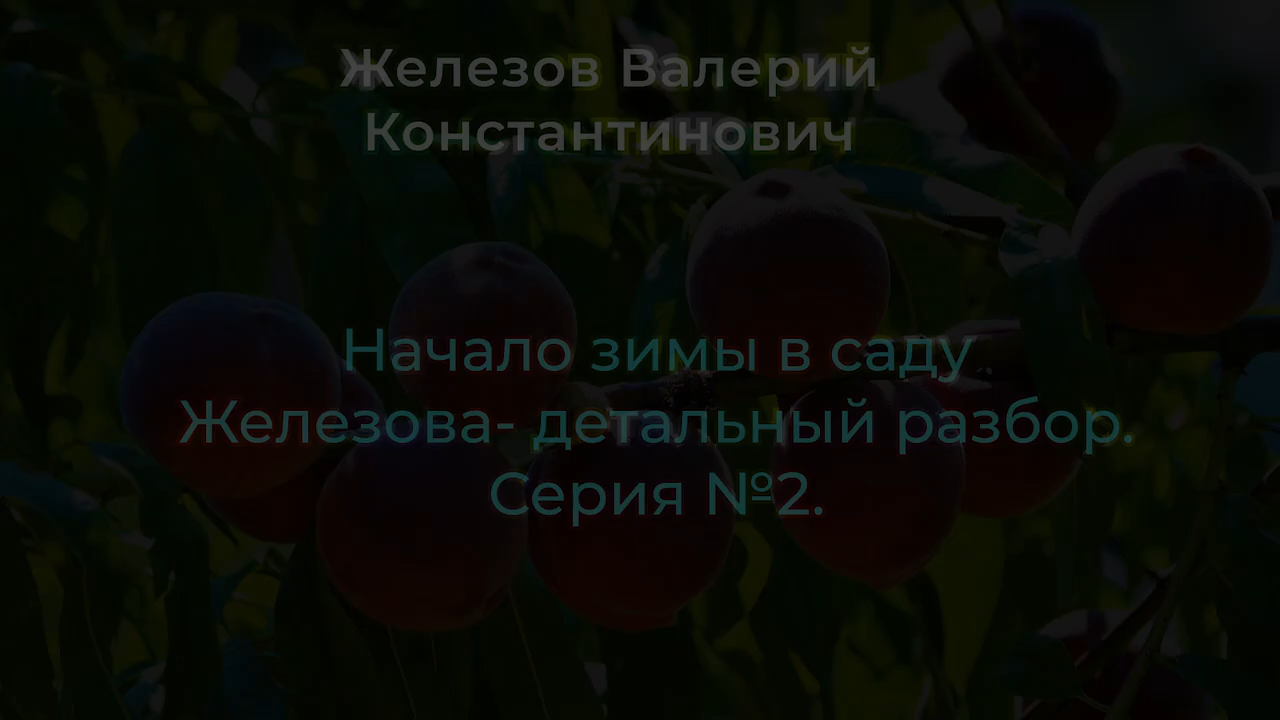 Железов Валерий
Константинович
Начало зимы в саду
Железова- детальный разбор.
Серия №2.